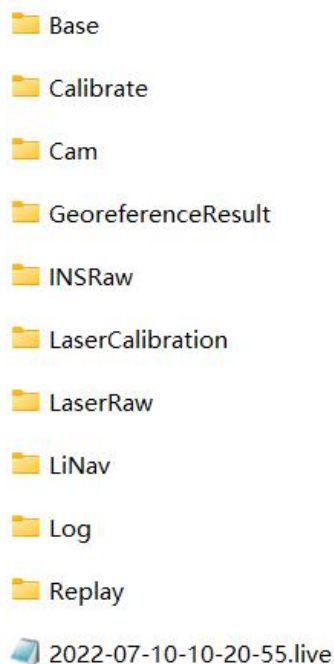 Base
Calibrate
Cam
GeoreferenceResult
INSRaw
LaserCalibration
LaserRaw
LiNav
Log
Replay
2022-07-10-10-20-55.live